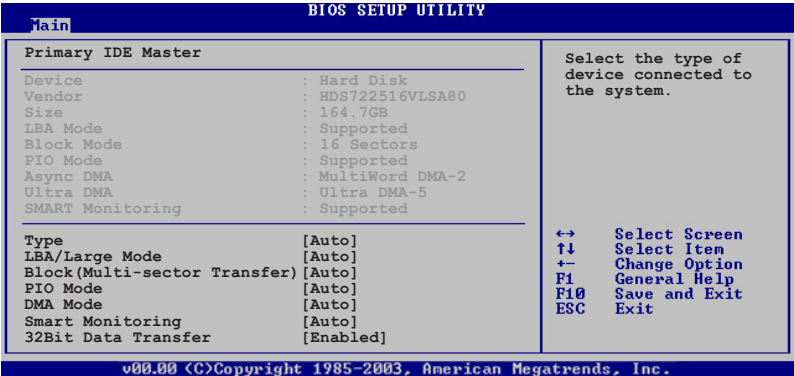 BIOS SETUP UTILITY
Main
Primary IDE Master
Device : Hard Disk
Vendor : HDS722516VLSA80
Size : 164.7GB
LBA Mode : Supported
Block Mode : 16 Sectors
PIO Mode : Supported
Async DMA : MultiWord DMA-2
Ultra DMA : Ultra DMA-5
SMART Monitoring : Supported
Type [Auto]
LBA/Large Mode [Auto]
Block(Multi-sector Transfer) [Auto]
PIO Mode [Auto]
DMA Mode [Auto]
Smart Monitoring [Auto]
32Bit Data Transfer [Enabled]
Select the type of
device connected to
the system.
←→ Select Screen
↑↓ Select Item
+- Change Option
F1 General Help
F10 Save and Exit
ESC Exit
v00.00 (C)Copyright 1985-2003, American Megatrends, Inc.